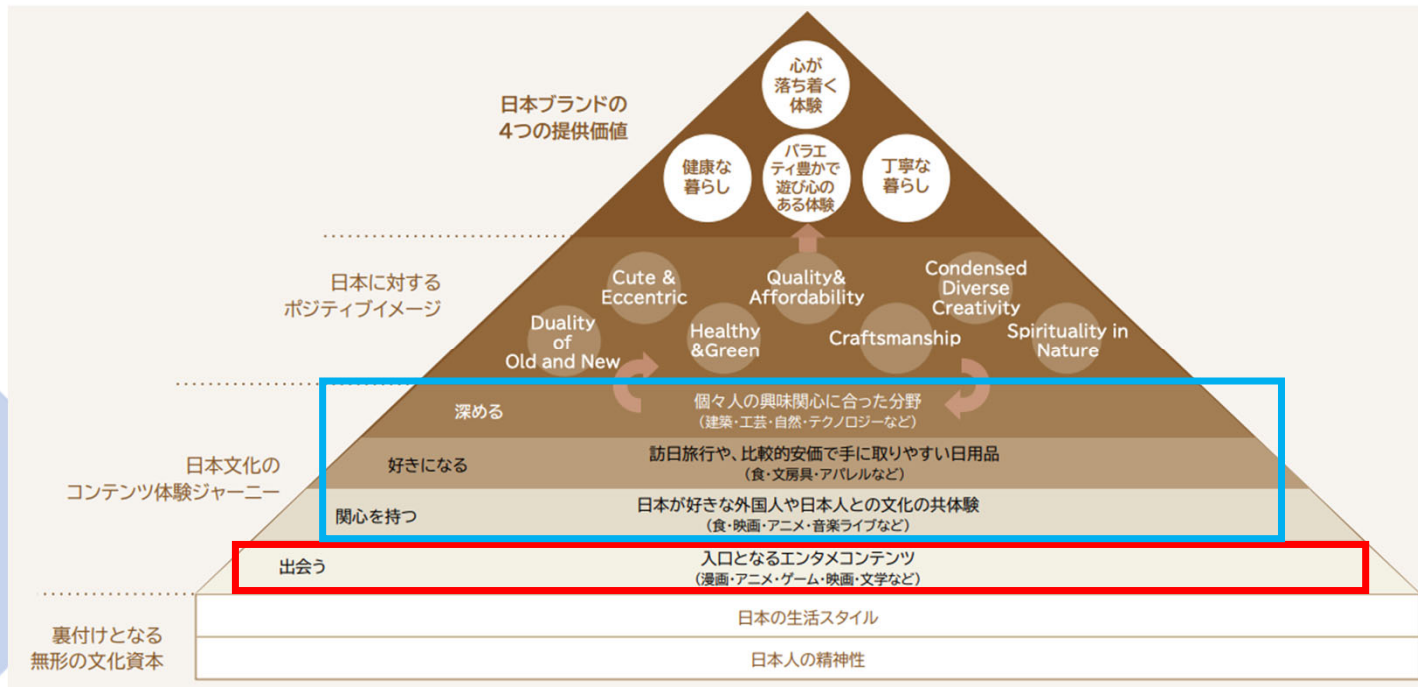 日本ブランドの
4つの提供価値
心が
落ち着く
体験
健康な
暮らし
バラエ
ティ豊かで
遊び心の
ある体験
丁寧な
暮らし
日本に対する
ポジティブイメージ
Cute &
Eccentric
Quality&
Affordability
Condensed
Diverse
Creativity
Duality
of
Old and New
Healthy
&Green
Craftsmanship
Spirituality in
Nature
日本文化の
コンテンツ体験ジャーニー
深める
個々人の興味関心に合った分野
（建築・工芸・自然・テクノロジーなど）
好きになる
訪日旅行や、比較的安価で手に取りやすい日用品
（食・文房具・アパレルなど）
関心を持つ
日本が好きな外国人や日本人との文化の共体験
（食・映画・アニメ・音楽ライブなど）
出会う
入口となるエンタメコンテンツ
（漫画・アニメ・ゲーム・映画・文学など）
裏付けとなる
無形の文化資本
日本の生活スタイル
日本人の精神性